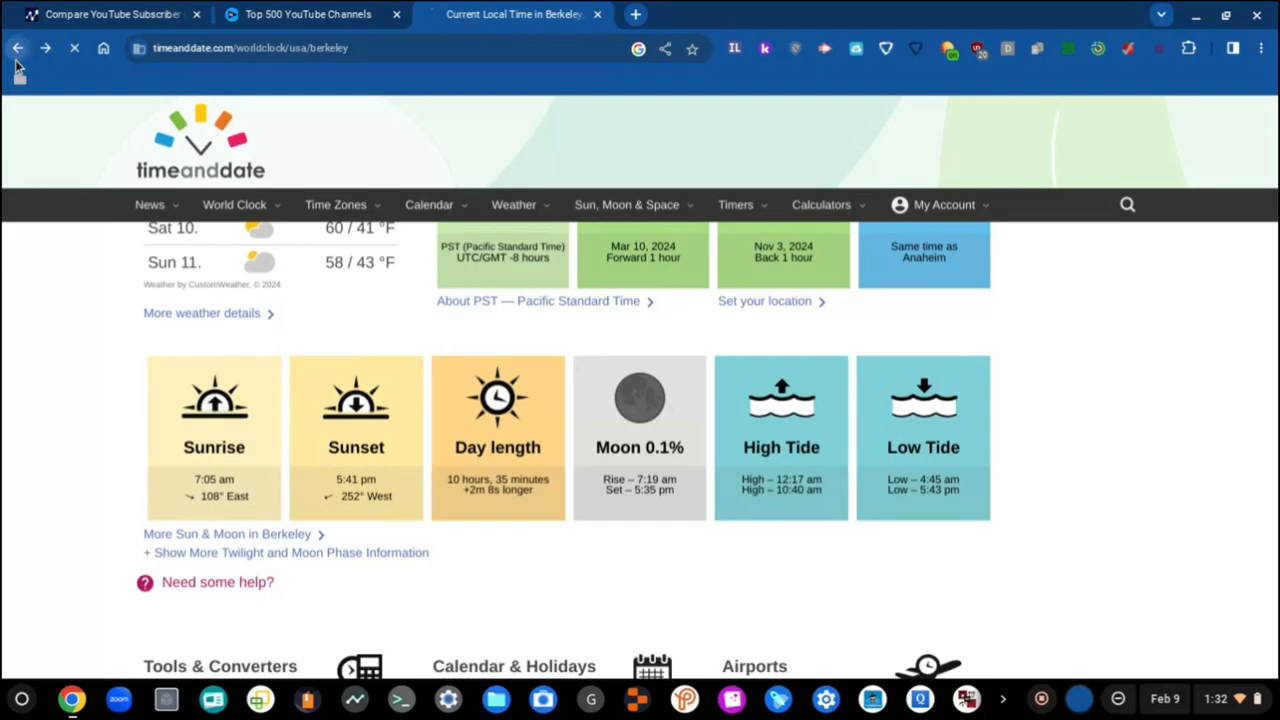 Compare YouTube Subscriber
Top 500 YouTube Channels
Current Local Time in Berkeley,
timeanddate.com/worldclock/usa/berkeley
timeanddate
News
World Clock
Time Zones
Calendar
Weather
Sun, Moon & Space
Timers
Calculators
My Account
Sat 10.
60 / 41 °F
Sun 11.
58 / 43 °F
Weather by CustomWeather, © 2024
More weather details
PST (Pacific Standard Time)
UTC/GMT -8 hours
Mar 10, 2024
Forward 1 hour
Nov 3, 2024
Back 1 hour
Same time as
Anaheim
About PST — Pacific Standard Time
Set your location
Sunrise
7:05 am
108° East
Sunset
5:41 pm
252° West
Day length
10 hours, 35 minutes
+2m 8s longer
Moon 0.1%
Rise – 7:19 am
Set – 5:35 pm
High Tide
High – 12:17 am
High – 10:40 am
Low Tide
Low – 4:45 am
Low – 5:43 pm
More Sun & Moon in Berkeley
+ Show More Twilight and Moon Phase Information
? Need some help?
Tools & Converters
Calendar & Holidays
Airports
zoom
G
Feb 9
1:32